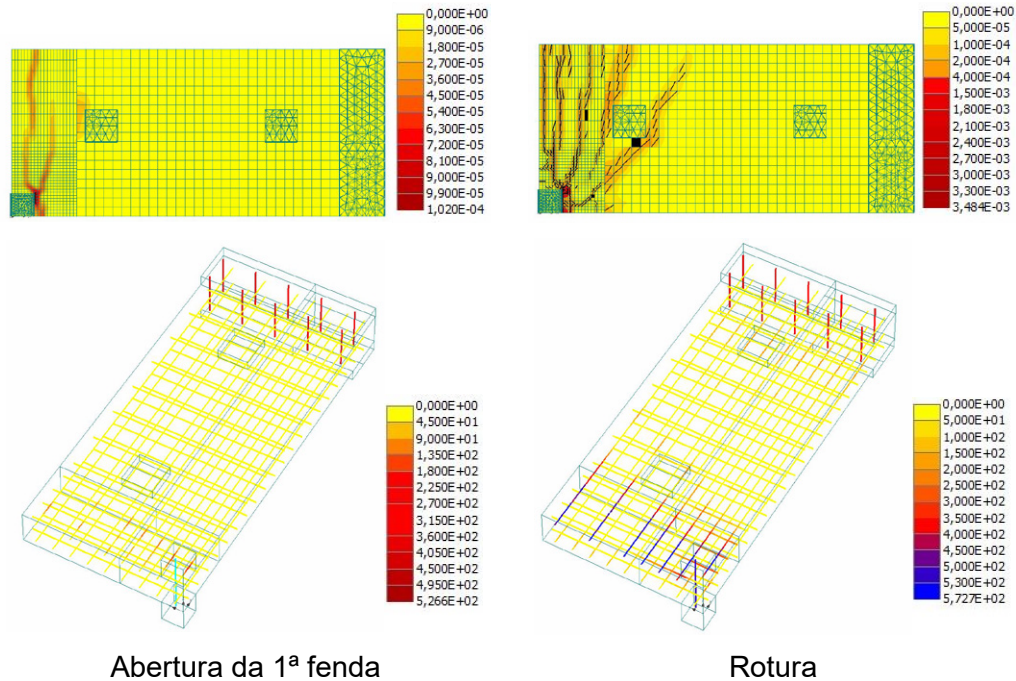 0,000E+00
9,000E-06
1,800E-05
2,700E-05
3,600E-05
4,500E-05
5,400E-05
6,300E-05
7,200E-05
8,100E-05
9,000E-05
9,900E-05
1,020E-04
0,000E+00
5,000E-05
1,000E-04
2,000E-04
4,000E-04
1,500E-03
1,800E-03
2,100E-03
2,400E-03
2,700E-03
3,000E-03
3,300E-03
3,484E-03
0,000E+00
4,500E+01
9,000E+01
1,350E+02
1,800E+02
2,250E+02
2,700E+02
3,150E+02
3,600E+02
4,050E+02
4,500E+02
4,950E+02
5,266E+02
0,000E+00
5,000E+01
1,000E+02
1,500E+02
2,000E+02
2,500E+02
3,000E+02
3,500E+02
4,000E+02
4,500E+02
5,000E+02
5,300E+02
5,727E+02
Abertura da 1ª fenda
Rotura